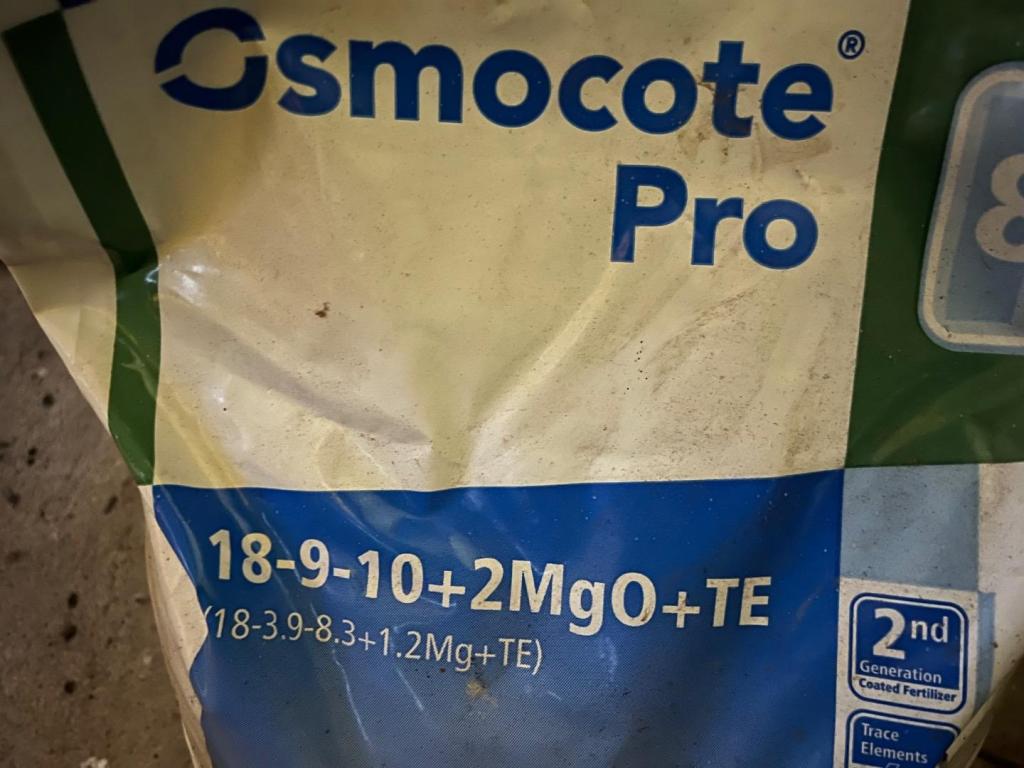 Osmocote®
Pro
8
18-9-10+2MgO+TE
(18-3.9-8.3+1.2Mg+TE)
2nd
Generation
Coated Fertilizer
Trace
Elements